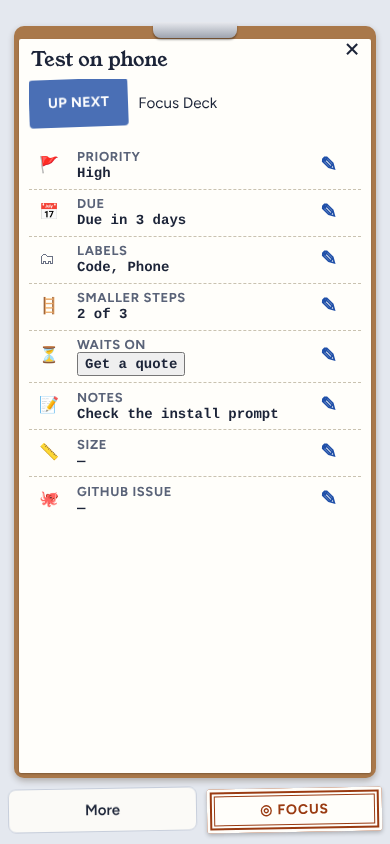 Test on phone
UP NEXT
Focus Deck
PRIORITY
High
DUE
Due in 3 days
LABELS
Code, Phone
SMALLER STEPS
2 of 3
WAITS ON
Get a quote
NOTES
Check the install prompt
SIZE
—
GITHUB ISSUE
—
More
◎ FOCUS